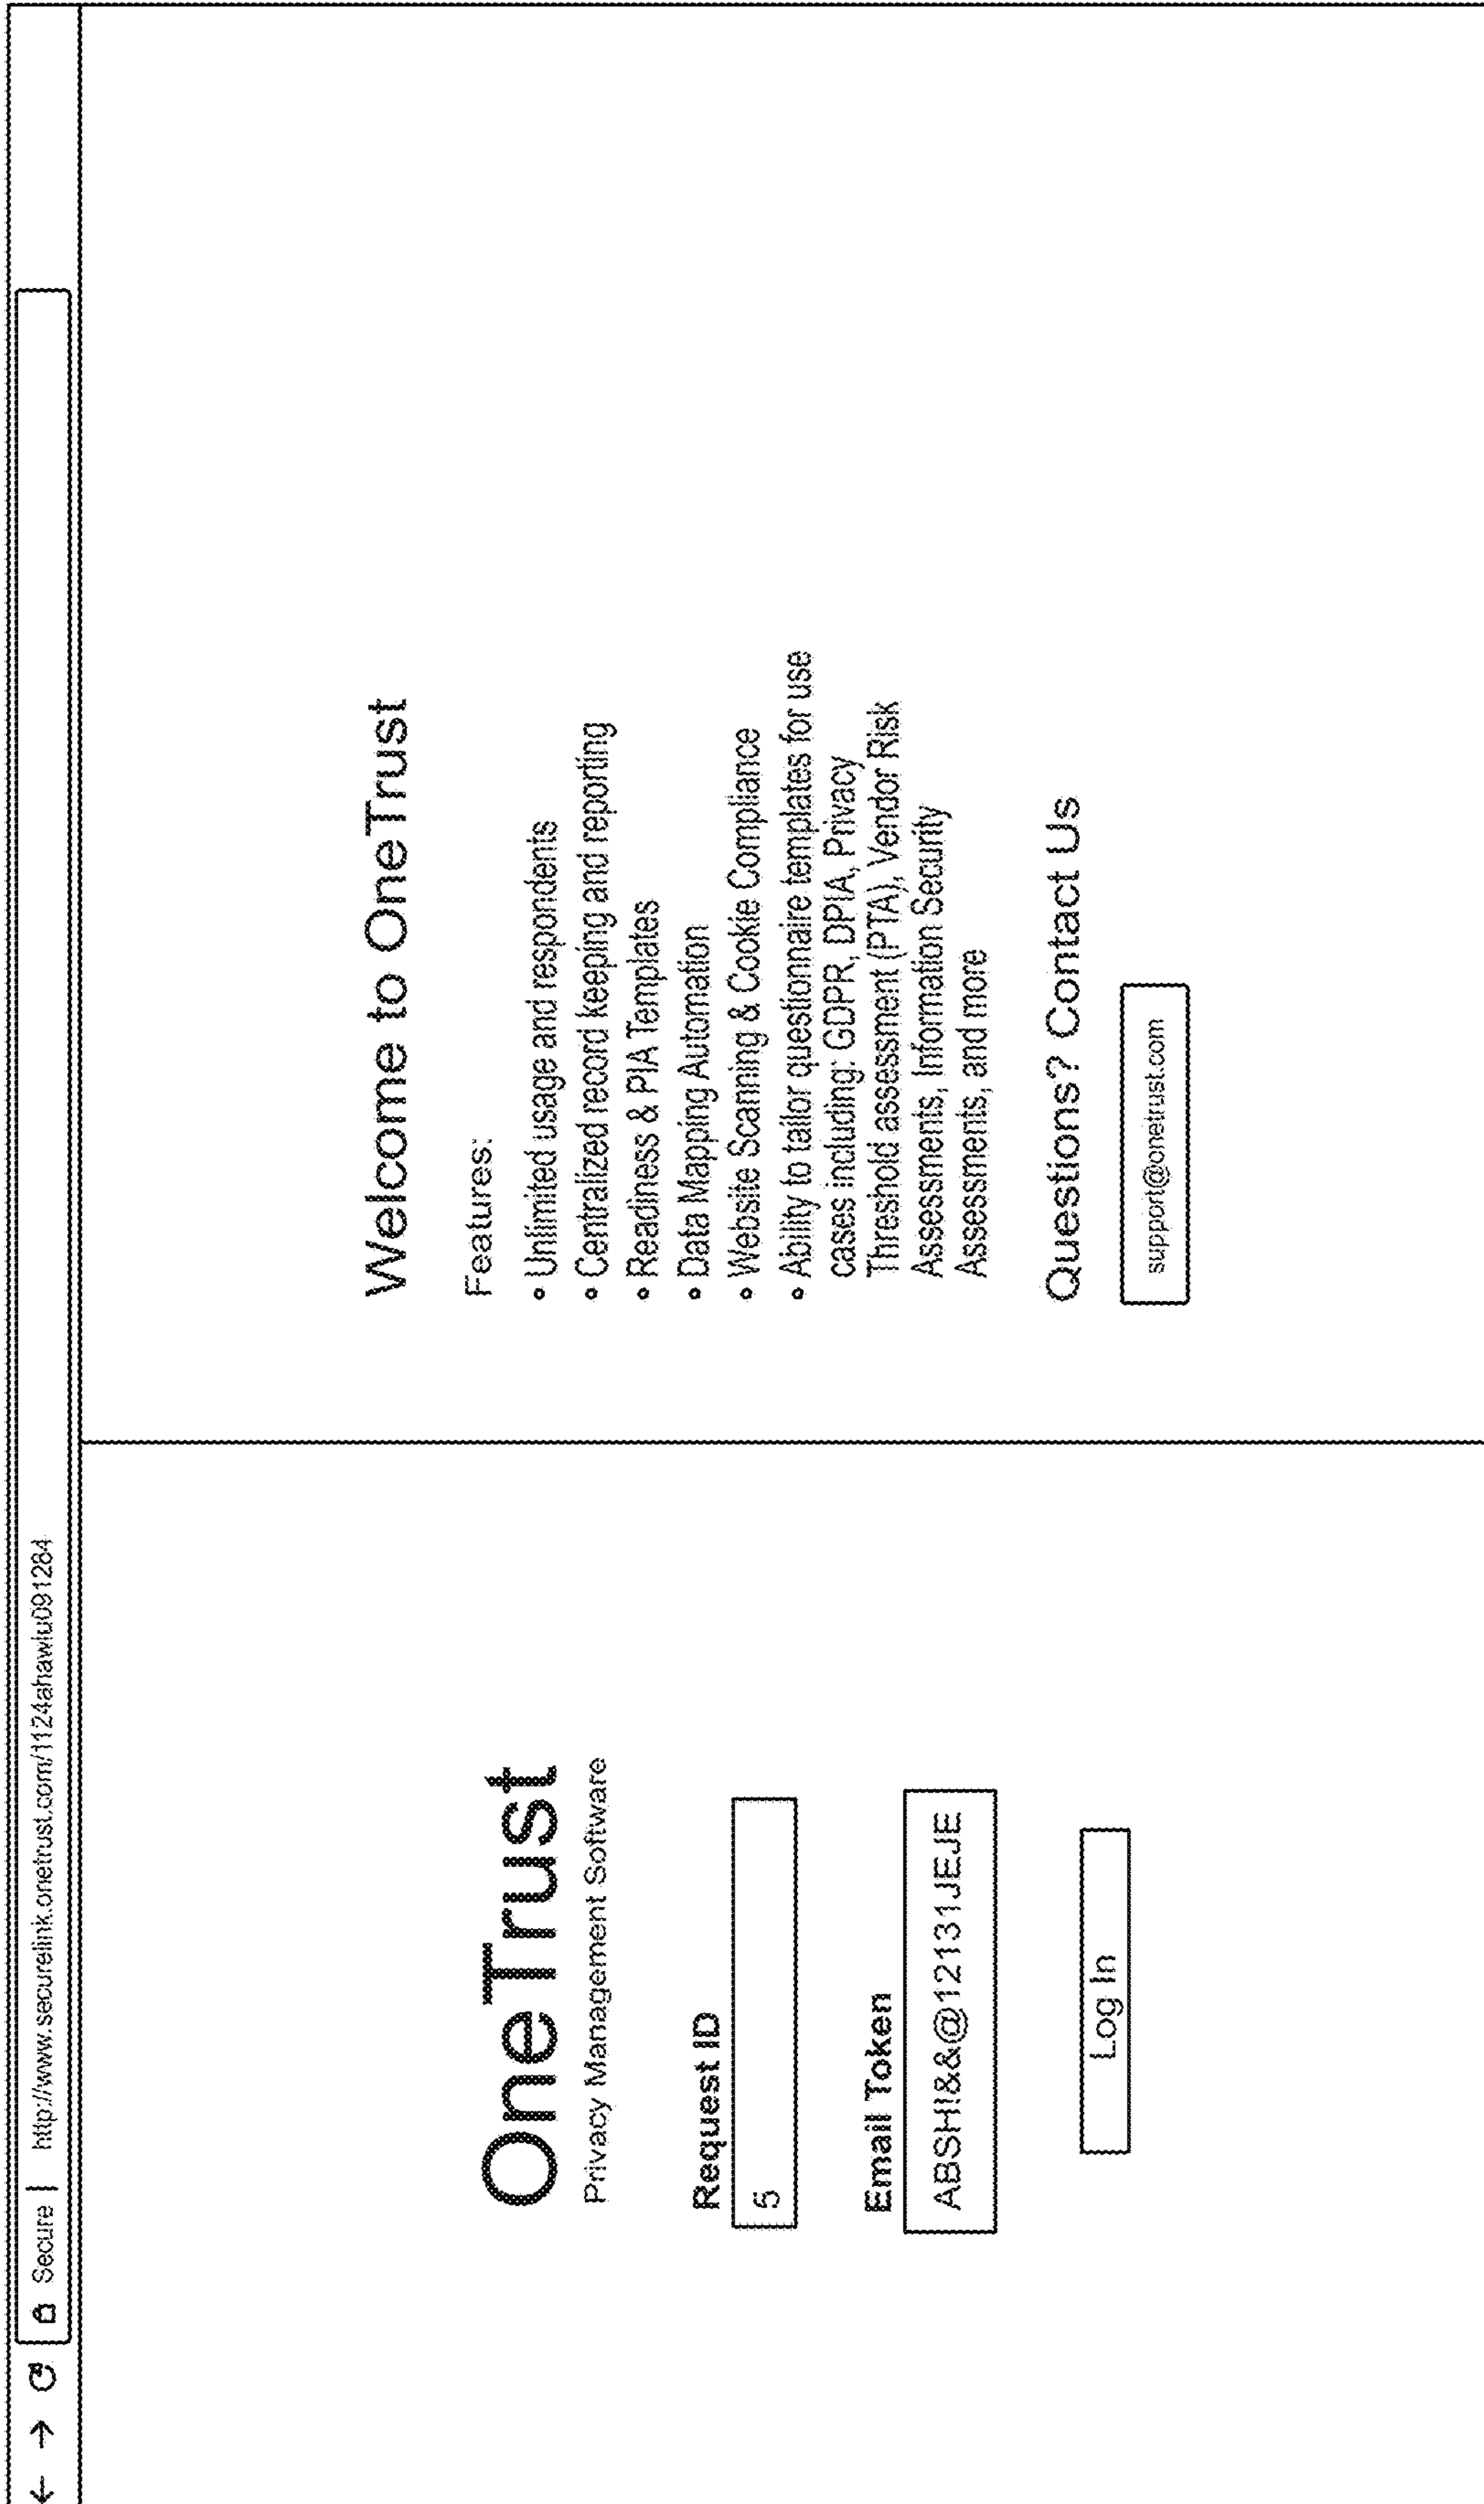 Secure | http://www.securelink.onetrust.com/1124ahawlu091284
OneTrust
Privacy Management Software
Request ID
5
Email Token
ABSHI&&@12131JEJE
Log In
Welcome to OneTrust
Features:
• Unlimited usage and respondents
• Centralized record keeping and reporting
• Readiness & PIA Templates
• Data Mapping Automation
• Website Scanning & Cookie Compliance
• Ability to tailor questionnaire templates for use
cases including: GDPR, DPIA, Privacy
Threshold assessment (PTA), Vendor Risk
Assessments, Information Security
Assessments, and more
Questions? Contact Us
support@onetrust.com